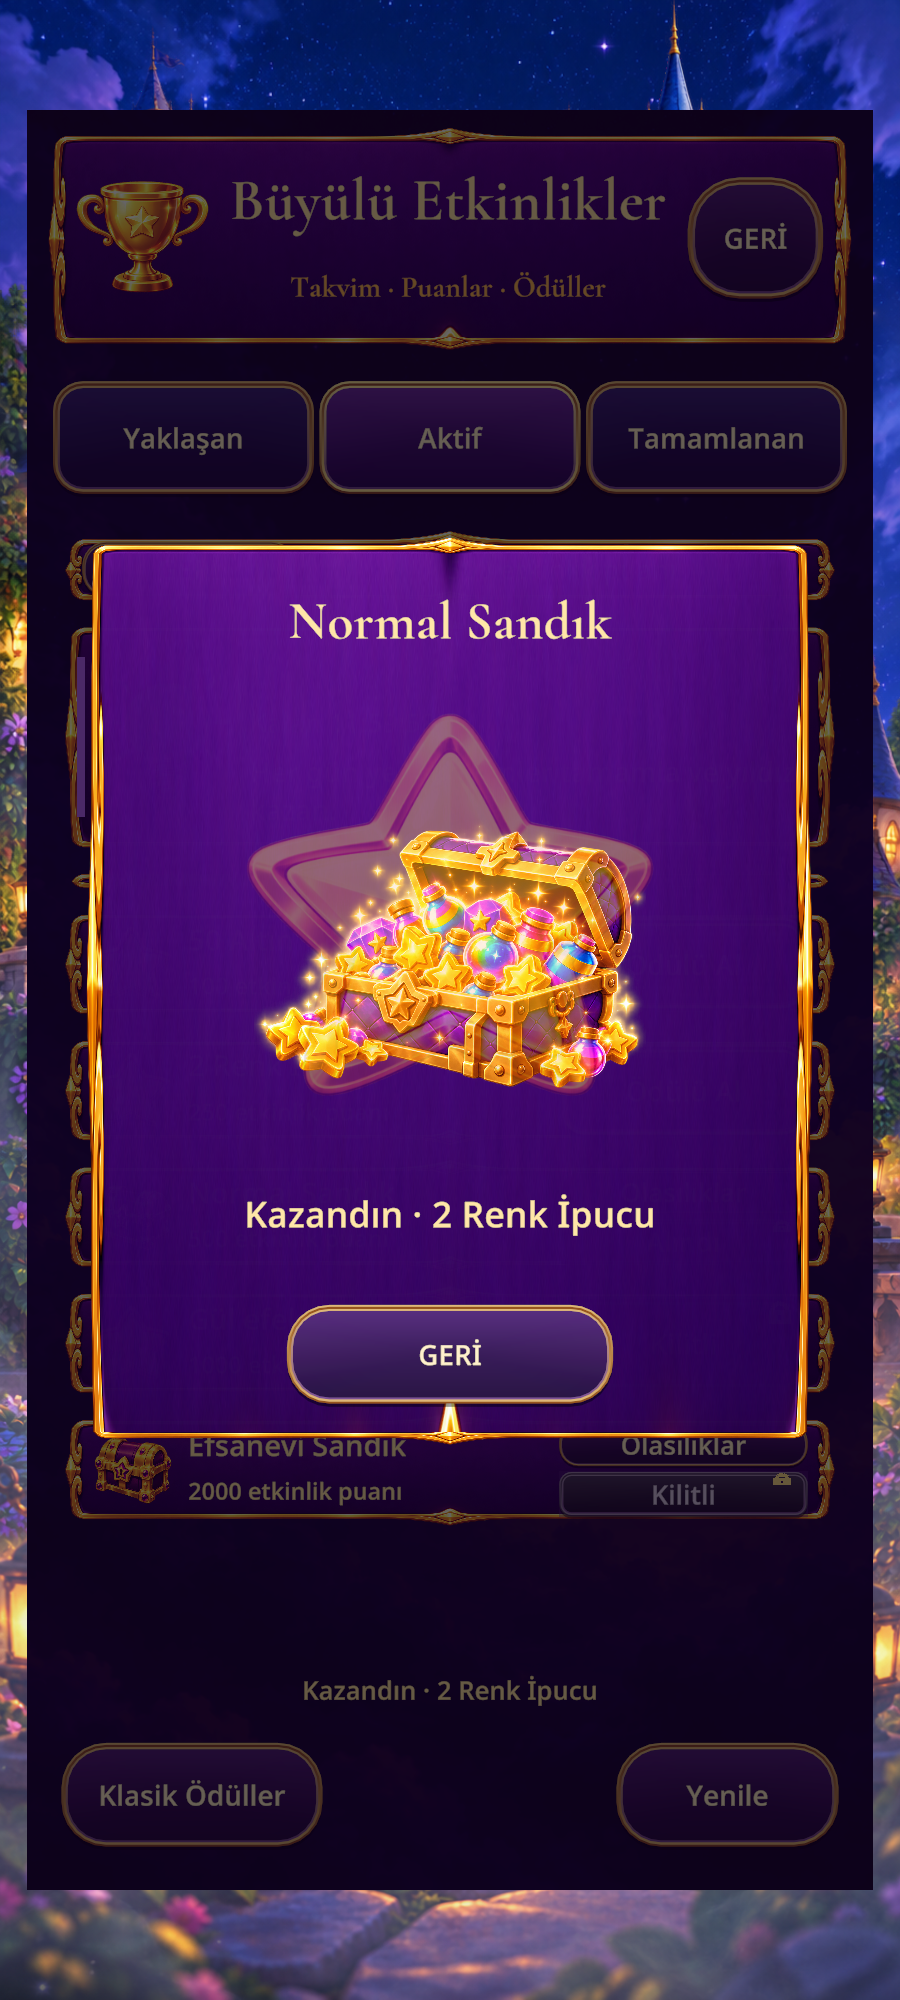 Büyülü Etkinlikler
Takvim · Puanlar · Ödüller
GERİ
Yaklaşan
Aktif
Tamamlanan
Normal Sandık
Kazandın · 2 Renk İpucu
GERİ
Efsanevi Sandık
Olasılıklar
2000 etkinlik puanı
Kilitli
Kazandın · 2 Renk İpucu
Klasik Ödüller
Yenile